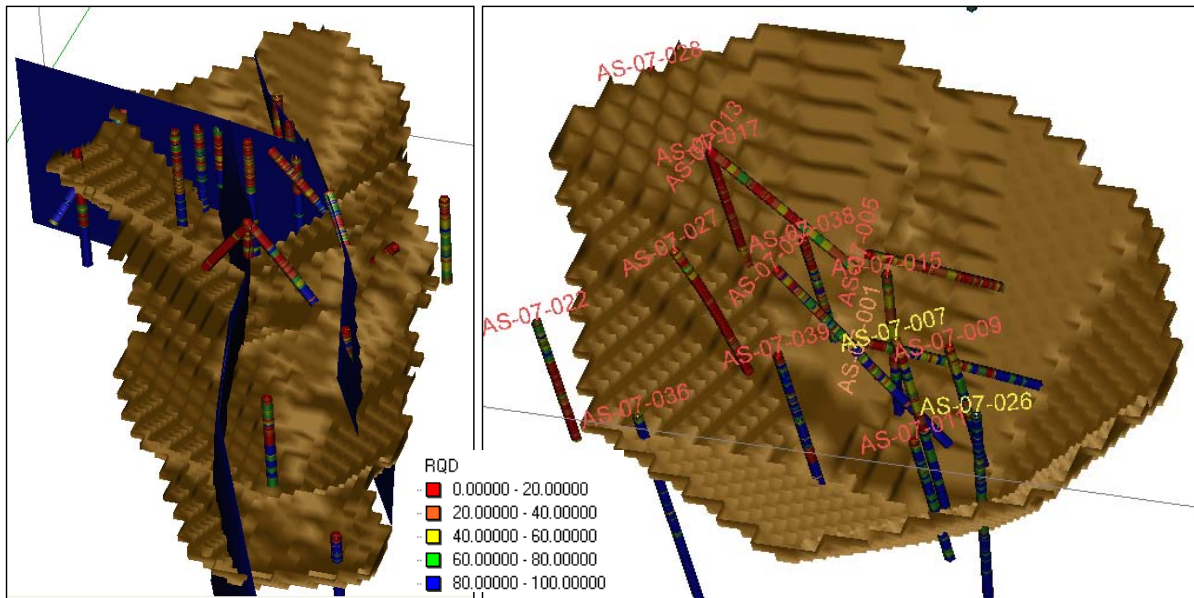 AS-07-028
AS-07-017
AS-07-038
AS-07-027
AS-07-015
AS-07-022
AS-07-007
AS-07-039
AS-07-009
AS-07-026
AS-07-036
AS-07-011
RQD
0.00000 - 20.00000
20.00000 - 40.00000
40.00000 - 60.00000
60.00000 - 80.00000
80.00000 - 100.00000